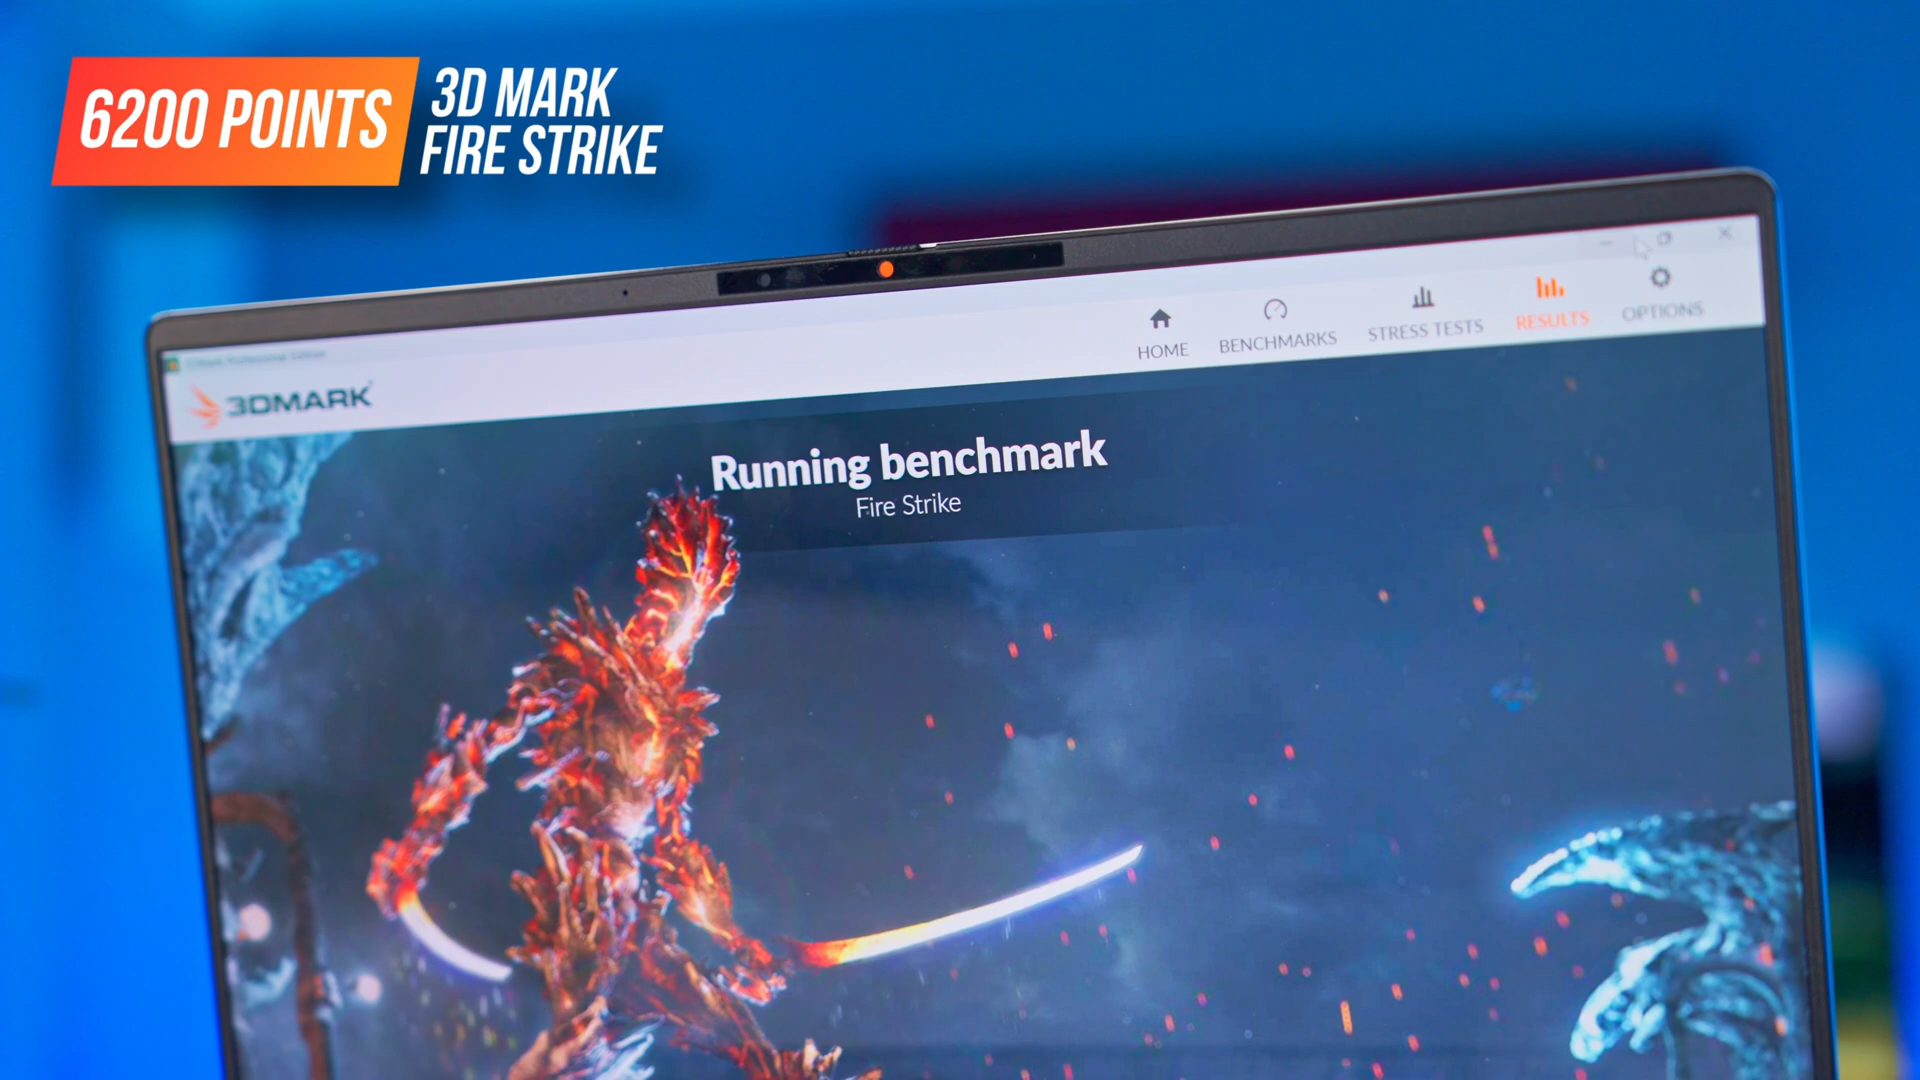 6200 POINTS
3D MARK
FIRE STRIKE
3DMARK
HOME
BENCHMARKS
STRESS TESTS
RESULTS
OPTIONS
Running benchmark
Fire Strike